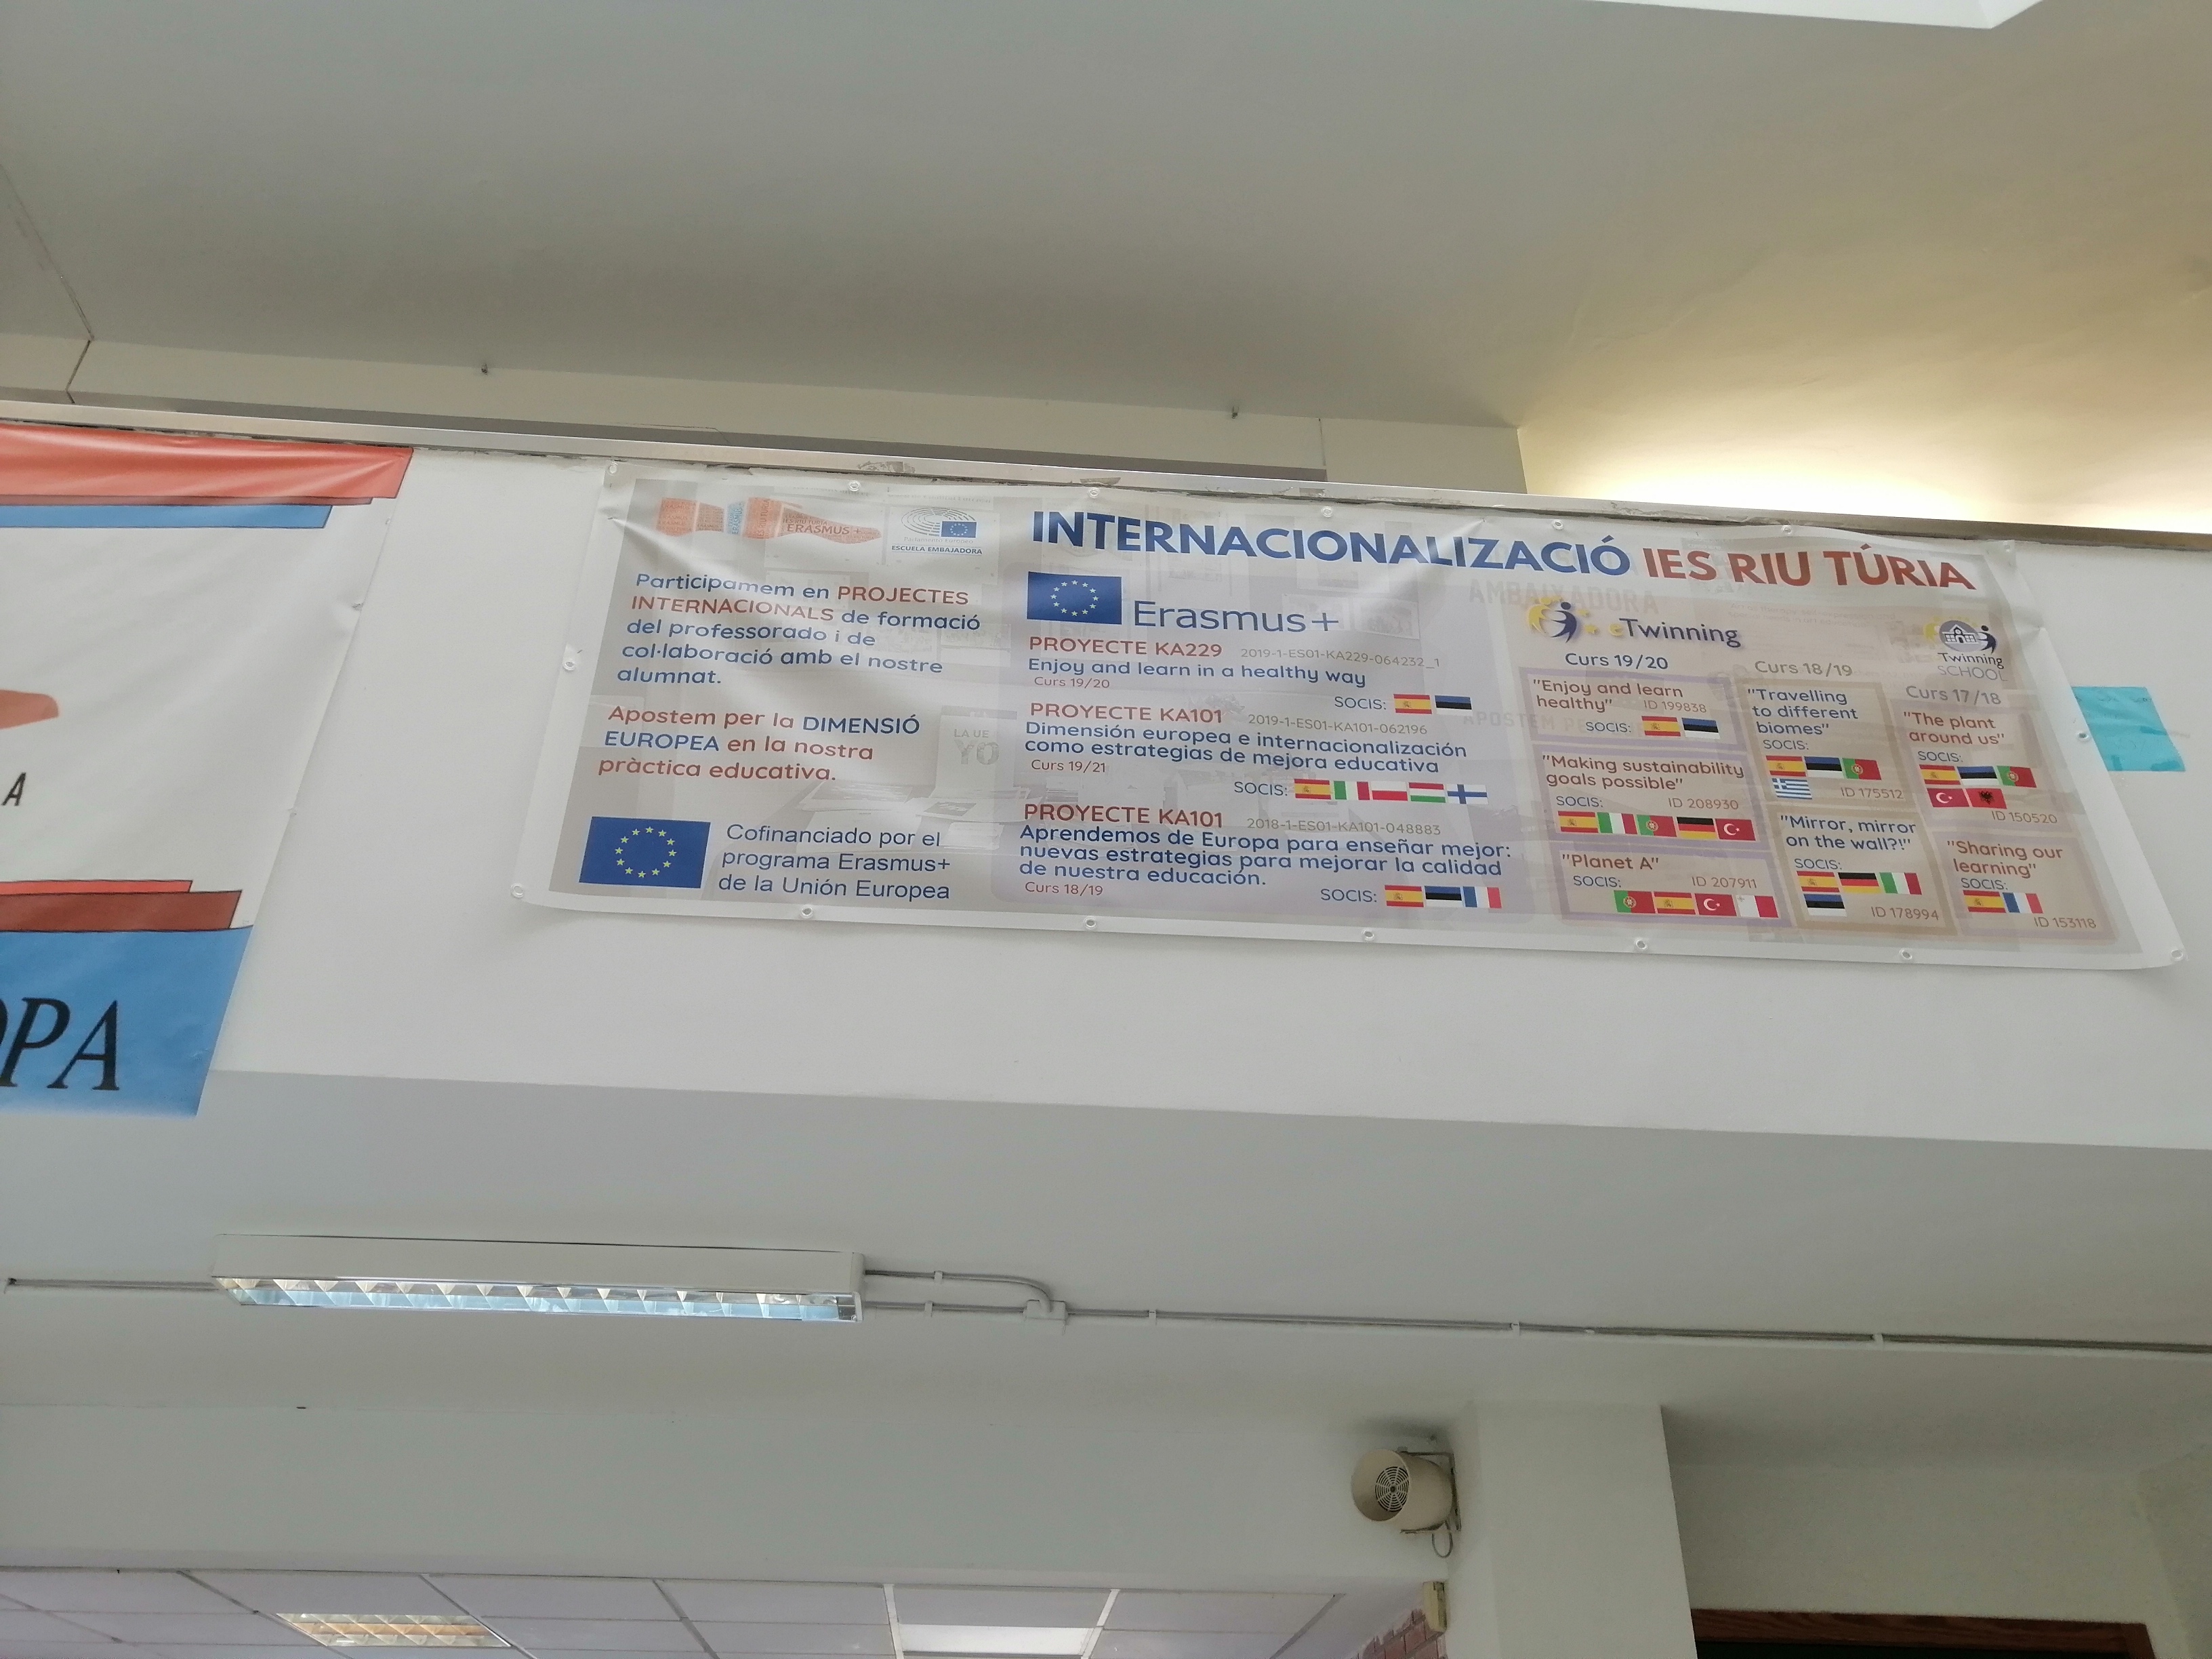 ERASMUS +
Parlamento Europeo
ESCUELA EMBAJADORA
INTERNACIONALIZACIÓ IES RIU TÚRIA
Participamem en PROJECTES
INTERNACIONALS de formació
del professorado i de
col·laboració amb el nostre
alumnat.
Apostem per la DIMENSIÓ
EUROPEA en la nostra
pràctica educativa.
Cofinanciado por el
programa Erasmus+
de la Unión Europea
LA UE
YO
Erasmus+
PROYECTE KA229 2019-1-ES01-KA229-064232_1
Enjoy and learn in a healthy way
Curs 19/20
SOCIS:
PROYECTE KA101 2019-1-ES01-KA101-062196
Dimensión europea e internacionalización
como estrategias de mejora educativa
Curs 19/21
SOCIS:
PROYECTE KA101 2018-1-ES01-KA101-048883
Aprendemos de Europa para enseñar mejor:
nuevas estrategias para mejorar la calidad
de nuestra educación.
Curs 18/19
SOCIS:
AMBAIXADORA
eTwinning
Curs 19/20
"Enjoy and learn
healthy" ID 199838
SOCIS:
"Making sustainability
goals possible"
SOCIS: ID 208930
"Planet A"
SOCIS: ID 207911
Curs 18/19
"Travelling
to different
biomes"
SOCIS:
ID 175512
"Mirror, mirror
on the wall?!"
SOCIS:
ID 178994
Twinning
SCHOOL
Curs 17/18
"The plant
around us"
SOCIS:
ID 150520
"Sharing our
learning"
SOCIS:
ID 153118
A
OPA